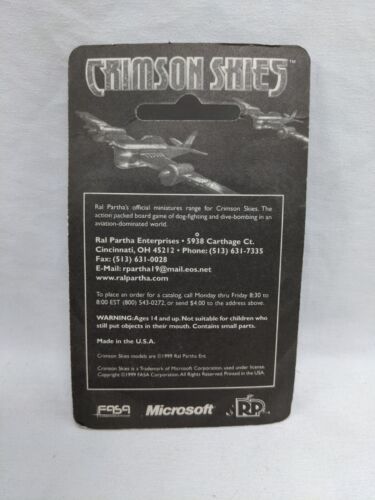 CRIMSON SKIES™
Ral Partha's official miniatures range for Crimson Skies. The
action packed board game of dog-fighting and dive-bombing in an
aviation-dominated world.
Ral Partha Enterprises • 5938 Carthage Ct.
Cincinnati, OH 45212 • Phone: (513) 631-7335
Fax: (513) 631-0028
E-Mail: rpartha19@mail.eos.net
www.ralpartha.com
To place an order for a catalog, call Monday thru Friday 8:30 to
8:00 EST (800) 543-0272, or send $4.00 to the address above.
WARNING: Ages 14 and up. Not suitable for children who
still put objects in their mouth. Contains small parts.
Made in the U.S.A.
Crimson Skies models are ©1999 Ral Partha Ent.
Crimson Skies is a Trademark of Microsoft Corporation, used under license.
Copyright ©1999 FASA Corporation. All Rights Reserved. Printed in the USA.
FASA Microsoft RP